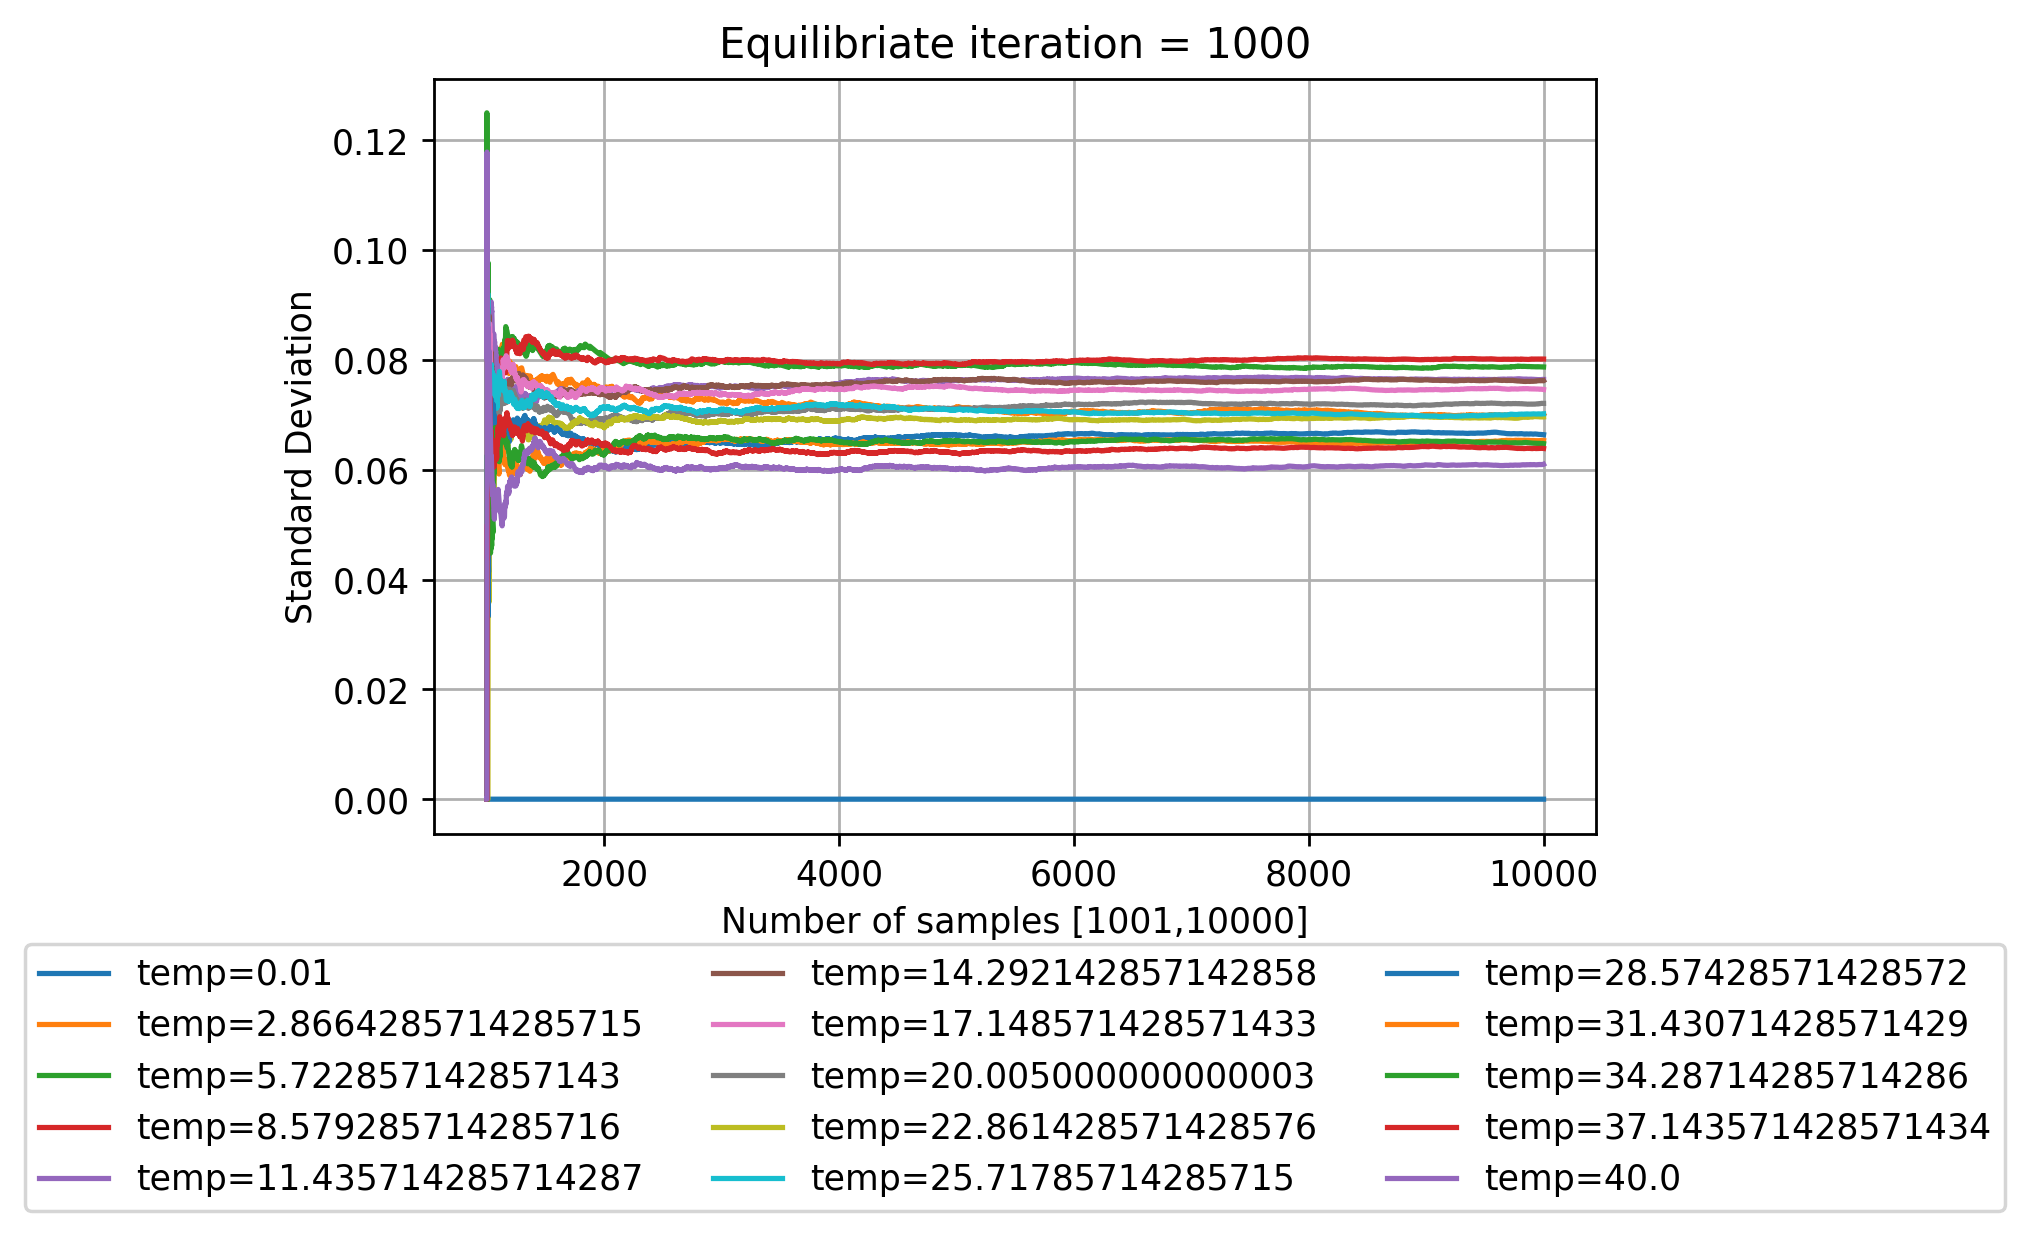 Equilibriate iteration = 1000
0.12
0.10
0.08
0.06
0.04
0.02
0.00
Standard Deviation
2000 4000 6000 8000 10000
Number of samples [1001,10000]
temp=0.01
temp=2.8664285714285715
temp=5.722857142857143
temp=8.579285714285716
temp=11.435714285714287
temp=14.292142857142858
temp=17.148571428571433
temp=20.005000000000003
temp=22.861428571428576
temp=25.71785714285715
temp=28.57428571428572
temp=31.43071428571429
temp=34.28714285714286
temp=37.143571428571434
temp=40.0